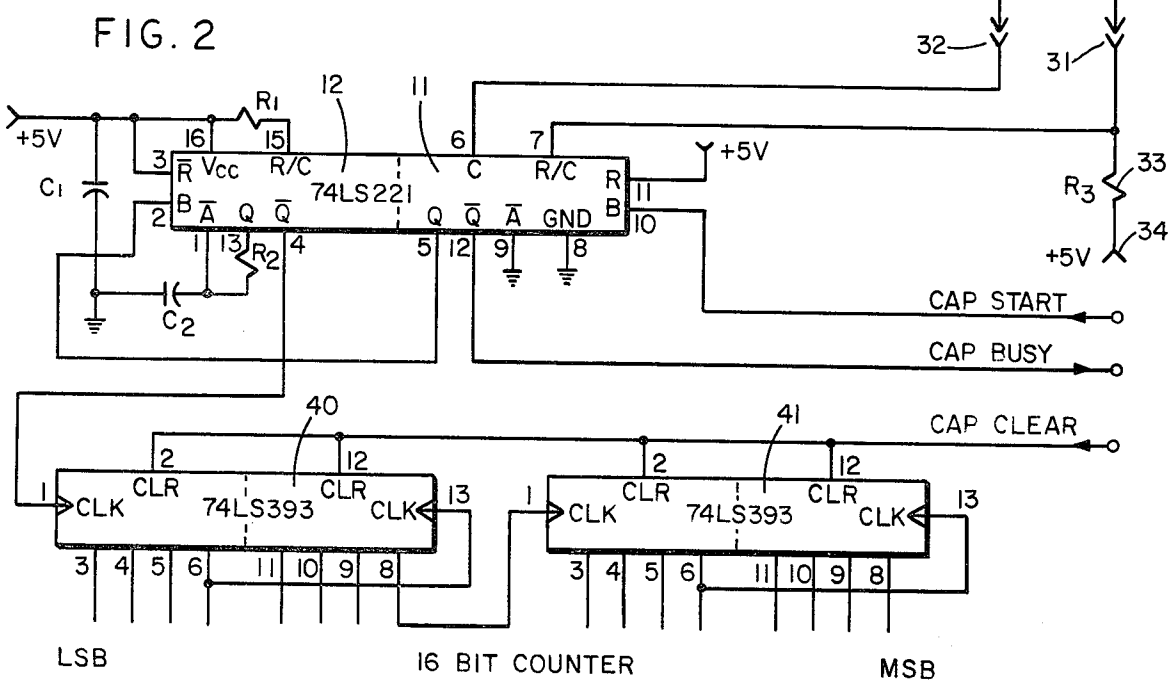 FIG. 2
32
31
+5V
R1
12
11
16
15
6
7
+5V
3
R̅
VCC
R/C
C
R/C
R
11
33
C1
74LS221
R3
2
B
A̅
Q
Q̅
Q
Q̅
A̅
GND
B
10
1
13
R2
4
5
12
9
8
+5V
34
C2
CAP START
CAP BUSY
40
41
CAP CLEAR
2
12
2
12
1
CLK
CLR
74LS393
CLR
CLK
13
1
CLK
CLR
74LS393
CLR
CLK
13
3
4
5
6
11
10
9
8
3
4
5
6
11
10
9
8
LSB
16 BIT COUNTER
MSB